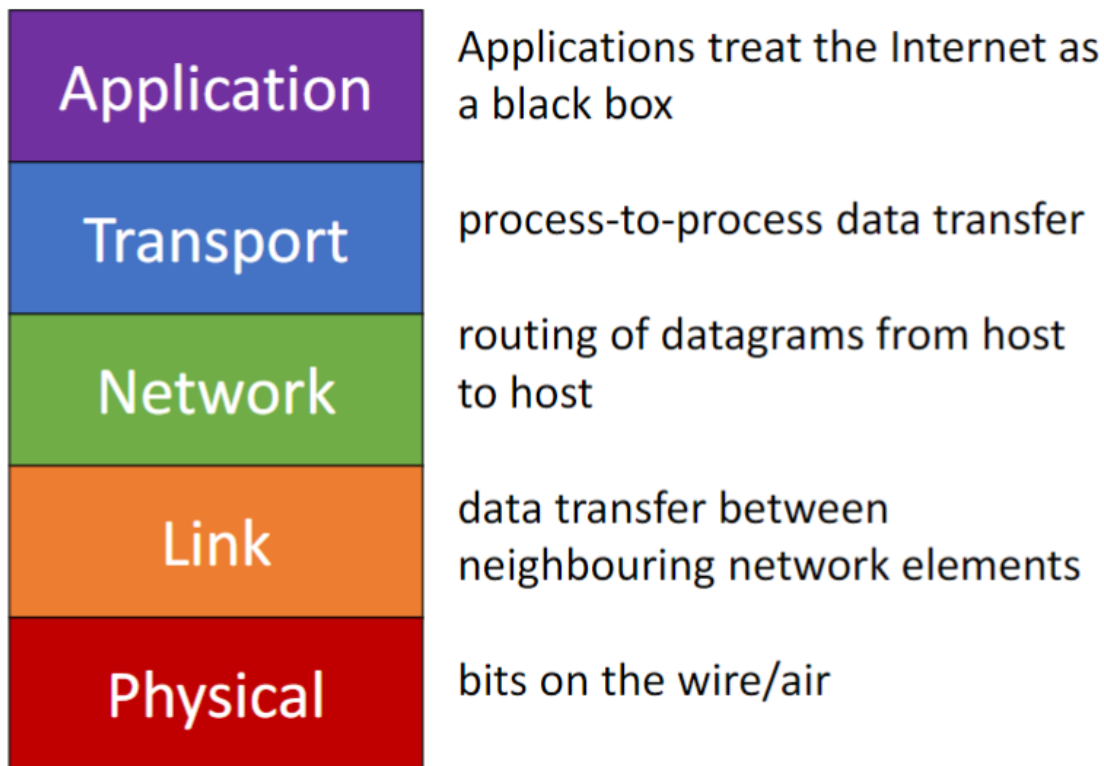 Application
Applications treat the Internet as
a black box
Transport
process-to-process data transfer
Network
routing of datagrams from host
to host
Link
data transfer between
neighbouring network elements
Physical
bits on the wire/air